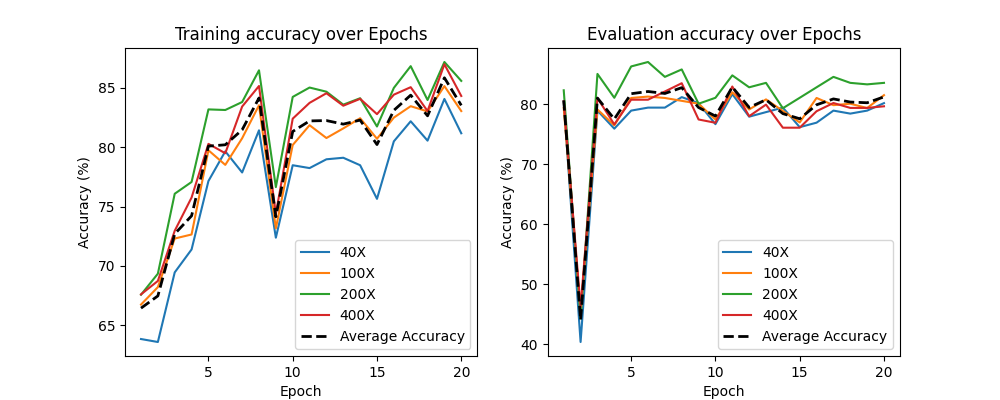 Training accuracy over Epochs
Accuracy (%)
85
80
75
70
65
5
10
15
20
Epoch
40X
100X
200X
400X
Average Accuracy
Evaluation accuracy over Epochs
Accuracy (%)
80
70
60
50
40
5
10
15
20
Epoch
40X
100X
200X
400X
Average Accuracy